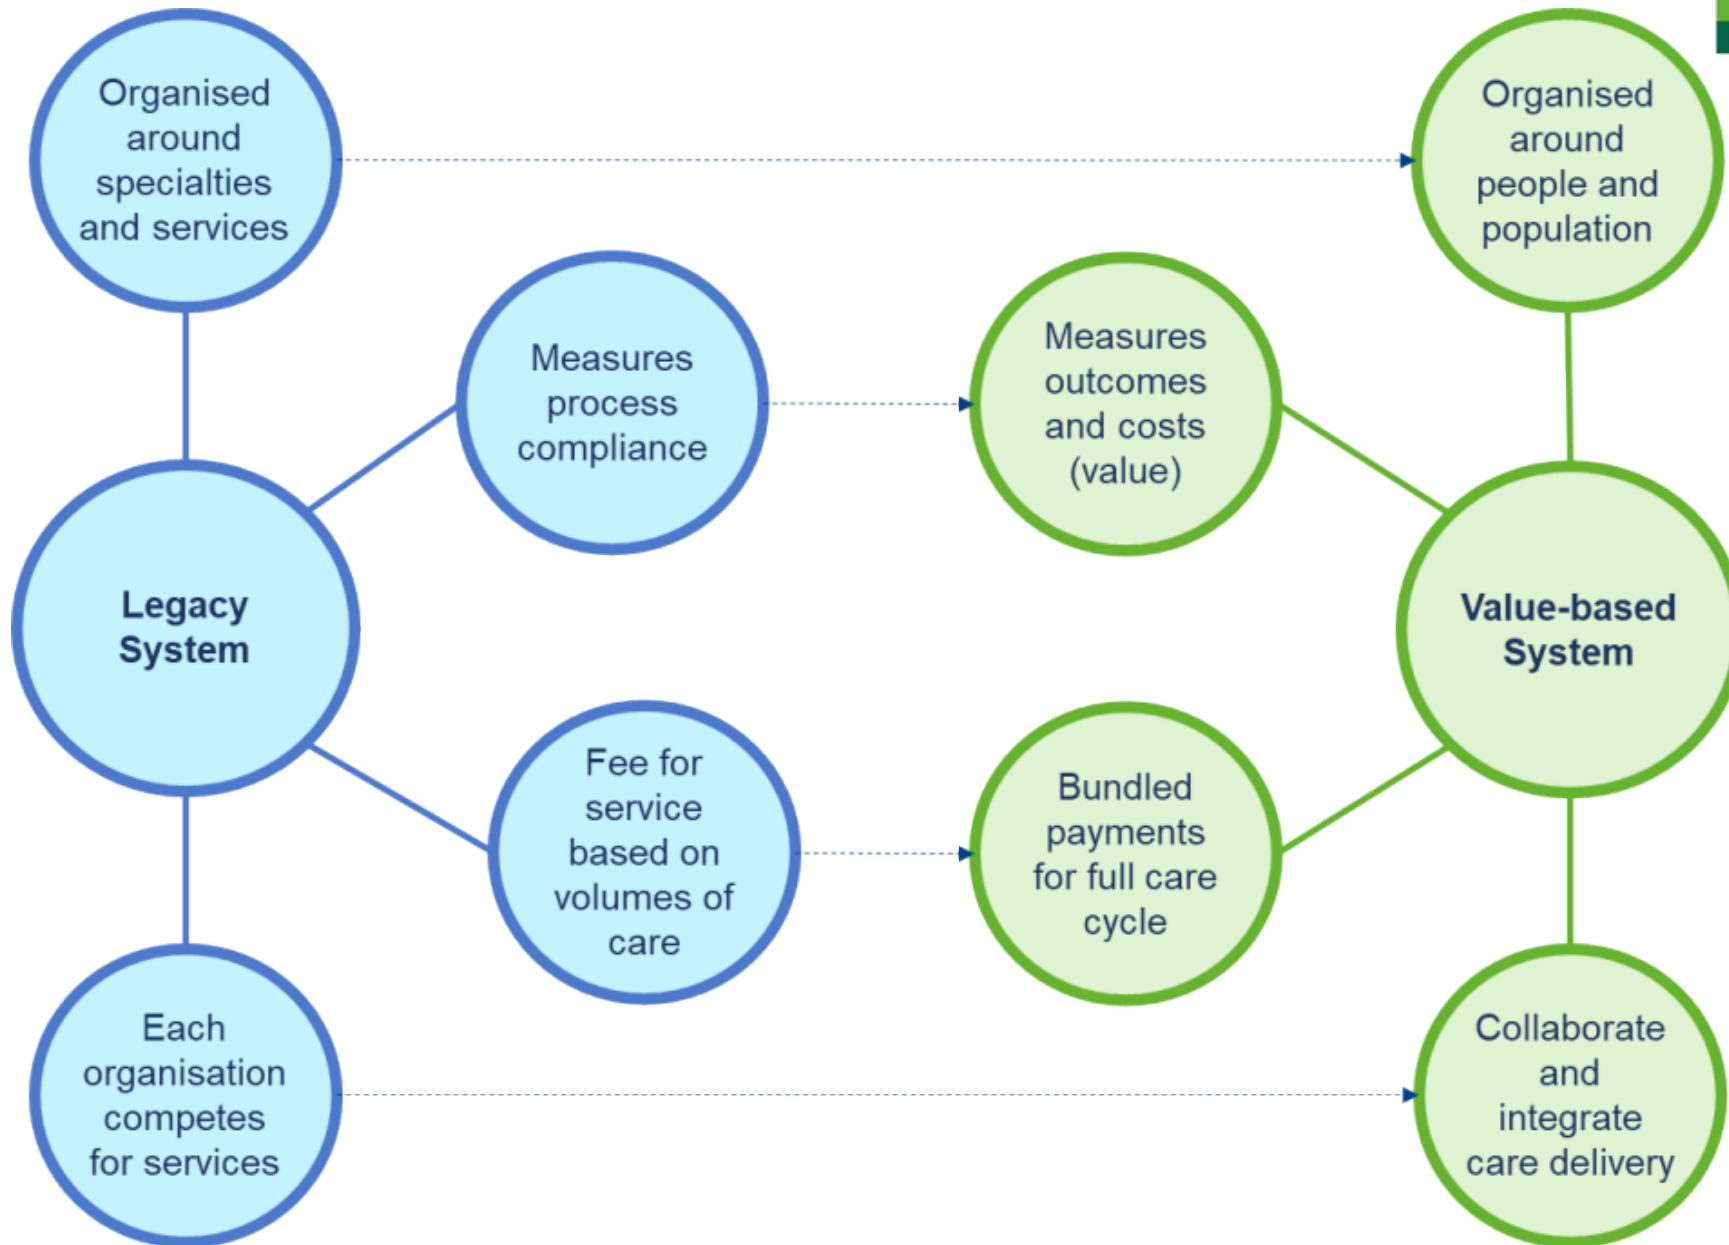 Organised
around
specialties
and services
Organised
around
people and
population
Measures
process
compliance
Measures
outcomes
and costs
(value)
Legacy
System
Value-based
System
Fee for
service
based on
volumes of
care
Bundled
payments
for full care
cycle
Each
organisation
competes
for services
Collaborate
and
integrate
care delivery